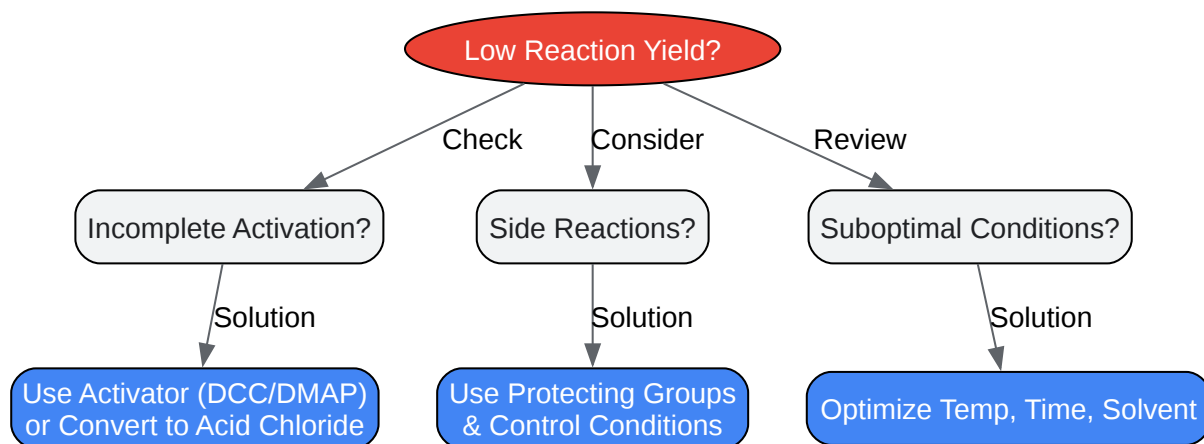 Low Reaction Yield?
Check
Consider
Review
Incomplete Activation?
Side Reactions?
Suboptimal Conditions?
Solution
Solution
Solution
Use Activator (DCC/DMAP)
or Convert to Acid Chloride
Use Protecting Groups
& Control Conditions
Optimize Temp, Time, Solvent